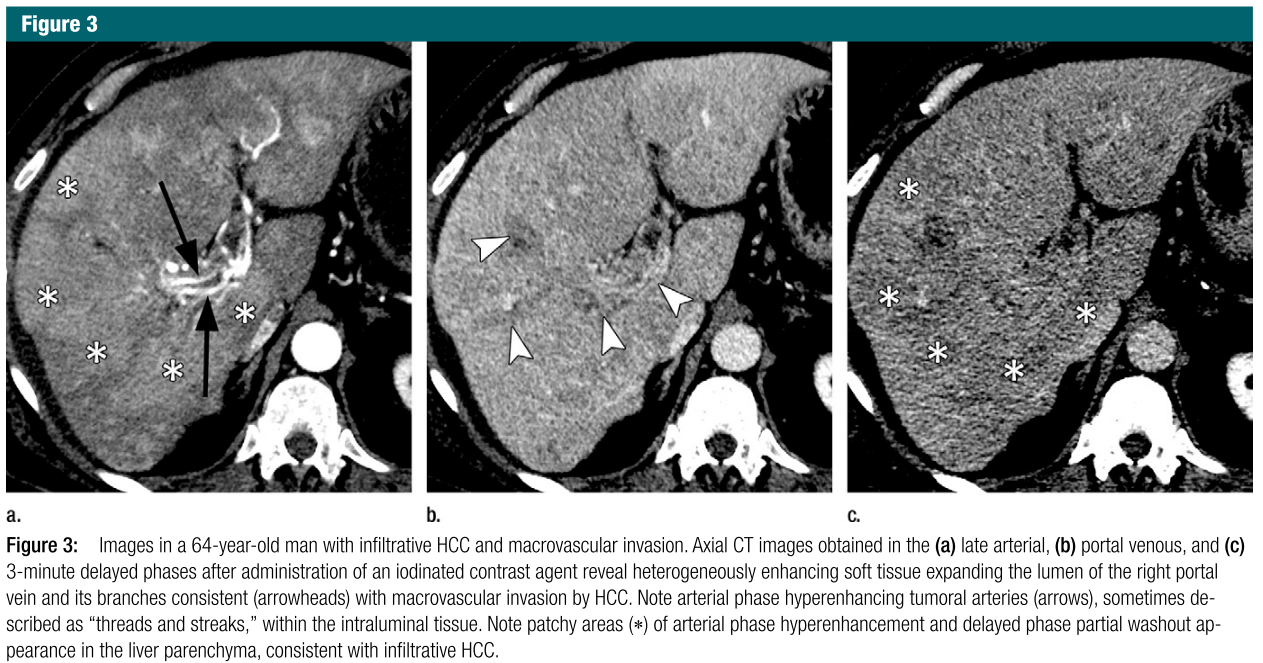 Figure 3
* * * * *
* * * * *
a.
b.
c.
Figure 3: Images in a 64-year-old man with infiltrative HCC and macrovascular invasion. Axial CT images obtained in the (a) late arterial, (b) portal venous, and (c)
3-minute delayed phases after administration of an iodinated contrast agent reveal heterogeneously enhancing soft tissue expanding the lumen of the right portal
vein and its branches consistent (arrowheads) with macrovascular invasion by HCC. Note arterial phase hyperenhancing tumoral arteries (arrows), sometimes de-
scribed as “threads and streaks,” within the intraluminal tissue. Note patchy areas (*) of arterial phase hyperenhancement and delayed phase partial washout ap-
pearance in the liver parenchyma, consistent with infiltrative HCC.